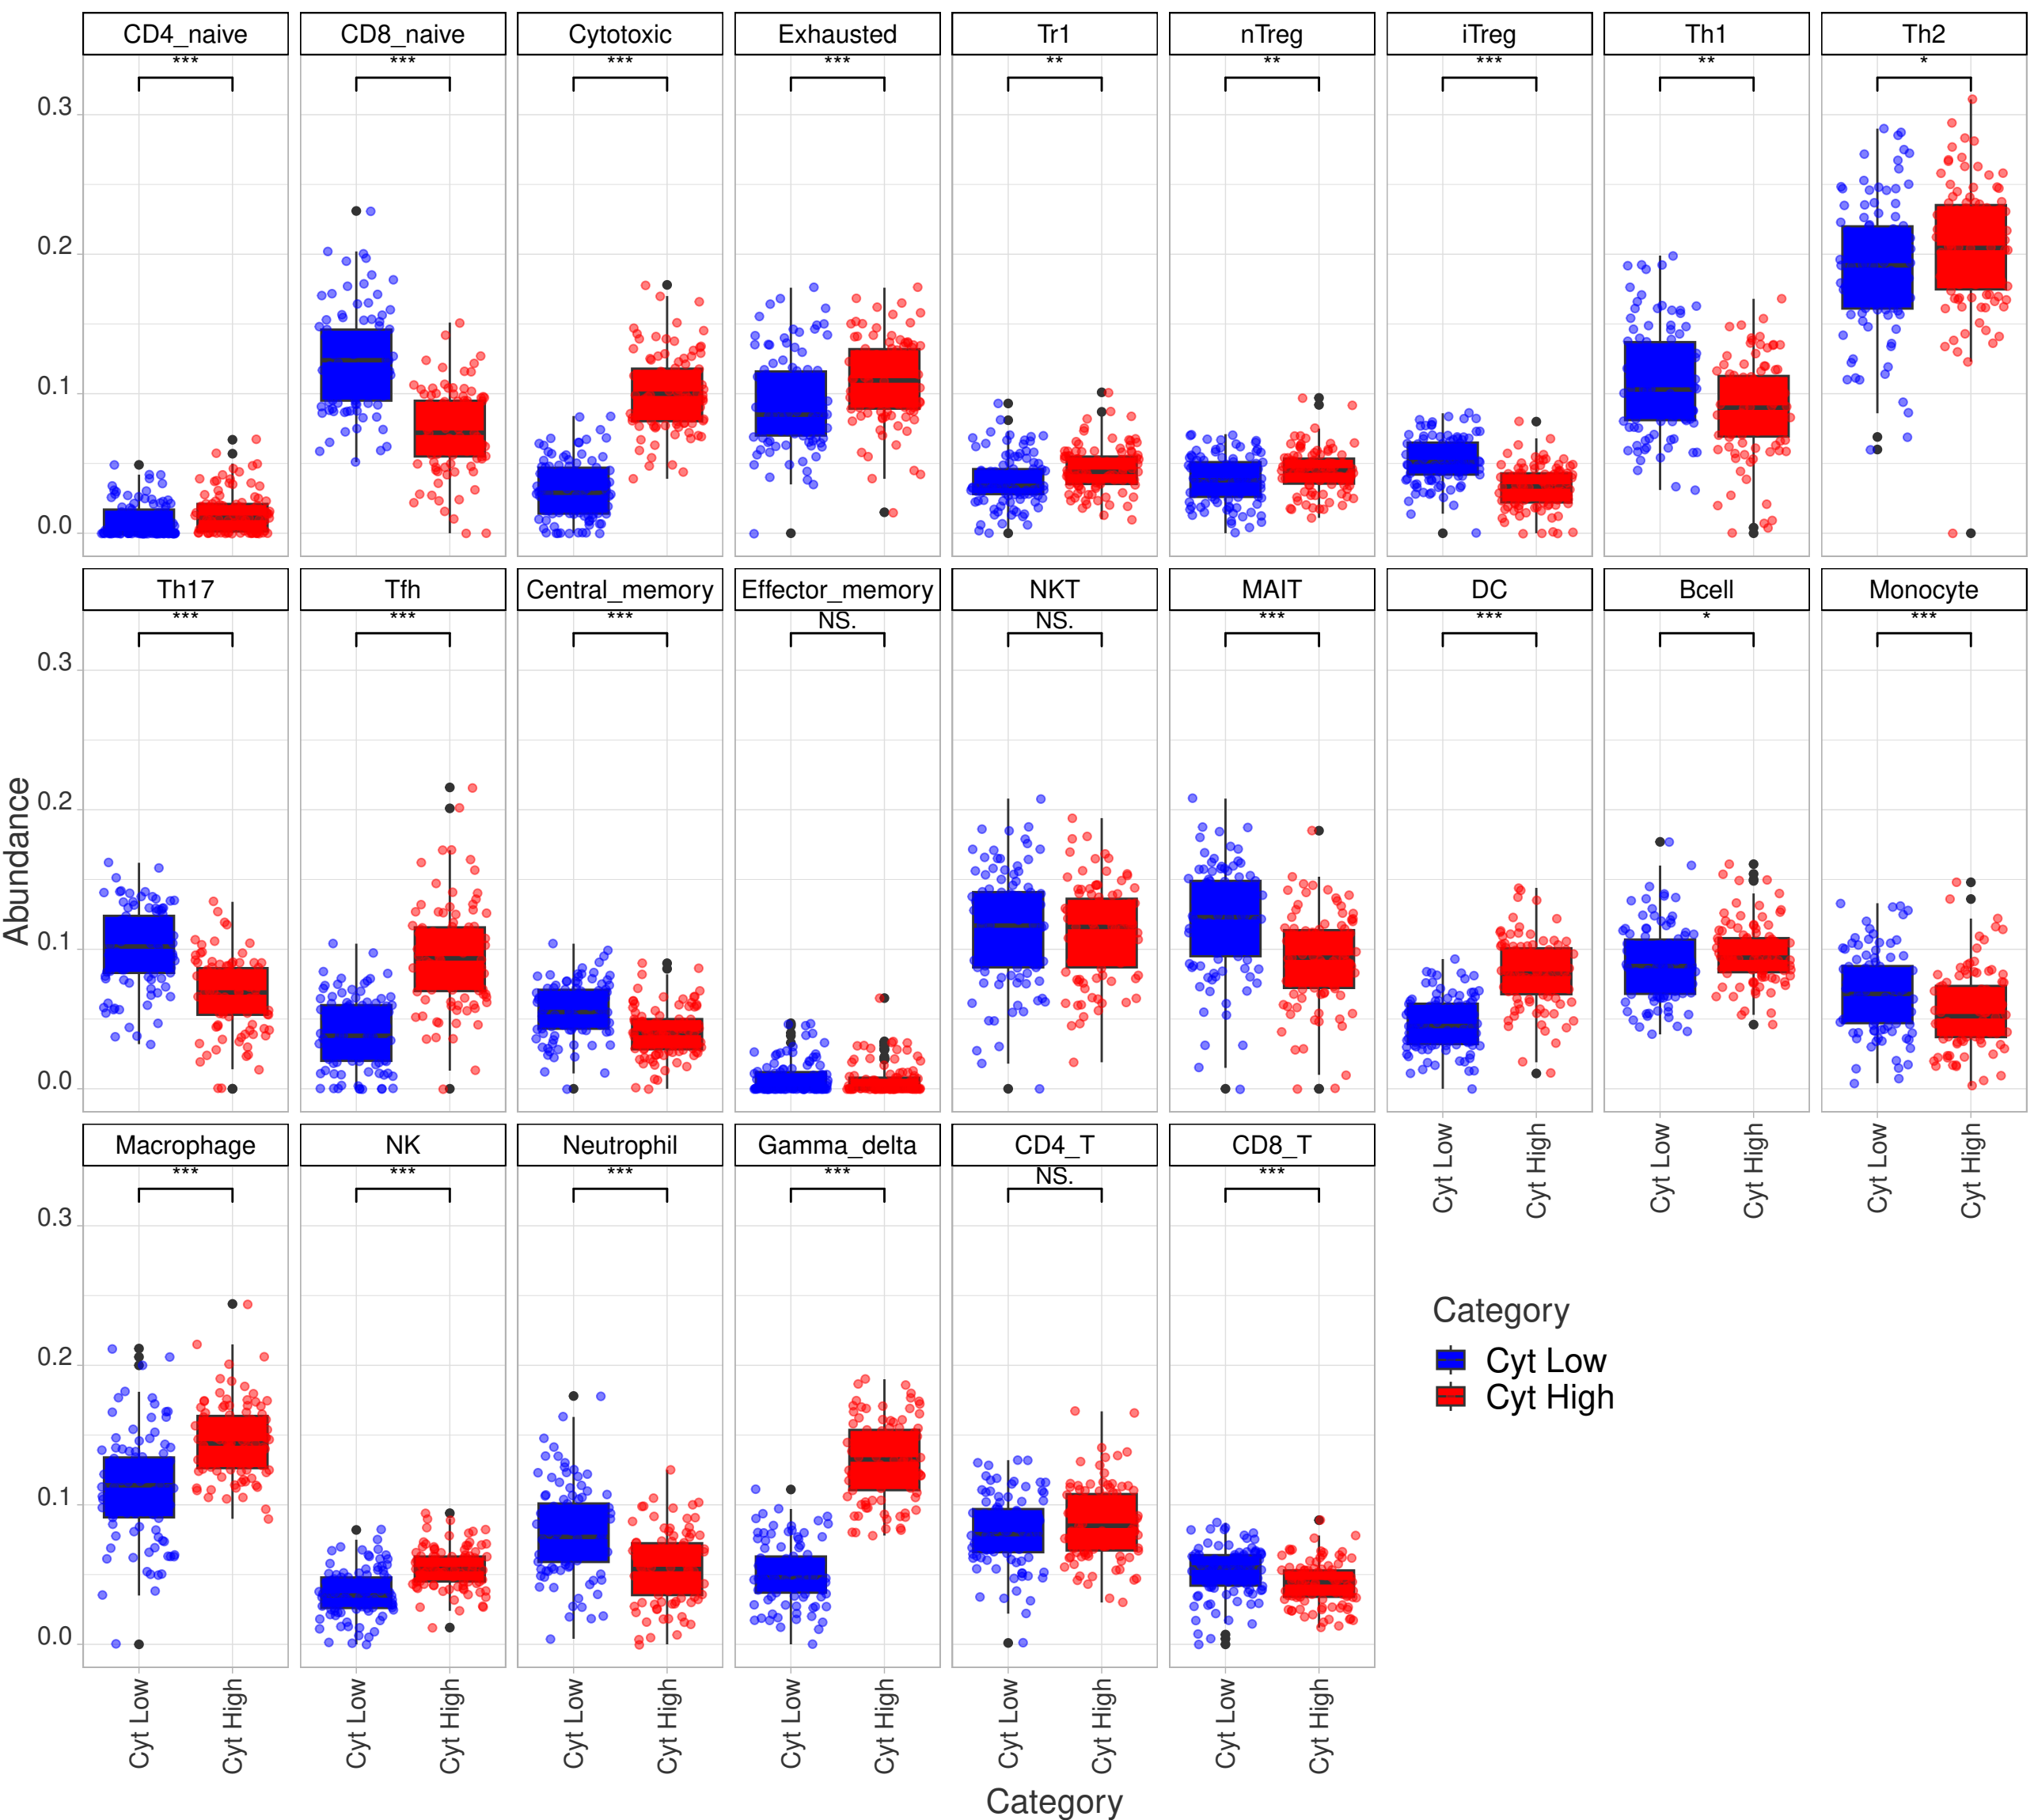 CD4_naive CD8_naive Cytotoxic Exhausted Tr1 nTreg iTreg Th1 Th2
*** *** *** *** ** ** *** ** *
0.3
0.2
0.1
0.0
Th17 Tfh Central_memory Effector_memory NKT MAIT DC Bcell Monocyte
*** *** *** NS. NS. *** *** * ***
0.3
0.2
0.1
0.0
Abundance
Macrophage NK Neutrophil Gamma_delta CD4_T CD8_T
*** *** *** *** NS. ***
0.3
0.2
0.1
0.0
Cyt Low Cyt High Cyt Low Cyt High Cyt Low Cyt High
Category
Cyt Low
Cyt High
Cyt Low Cyt High Cyt Low Cyt High Cyt Low Cyt High Cyt Low Cyt High Cyt Low Cyt High Cyt Low Cyt High
Category